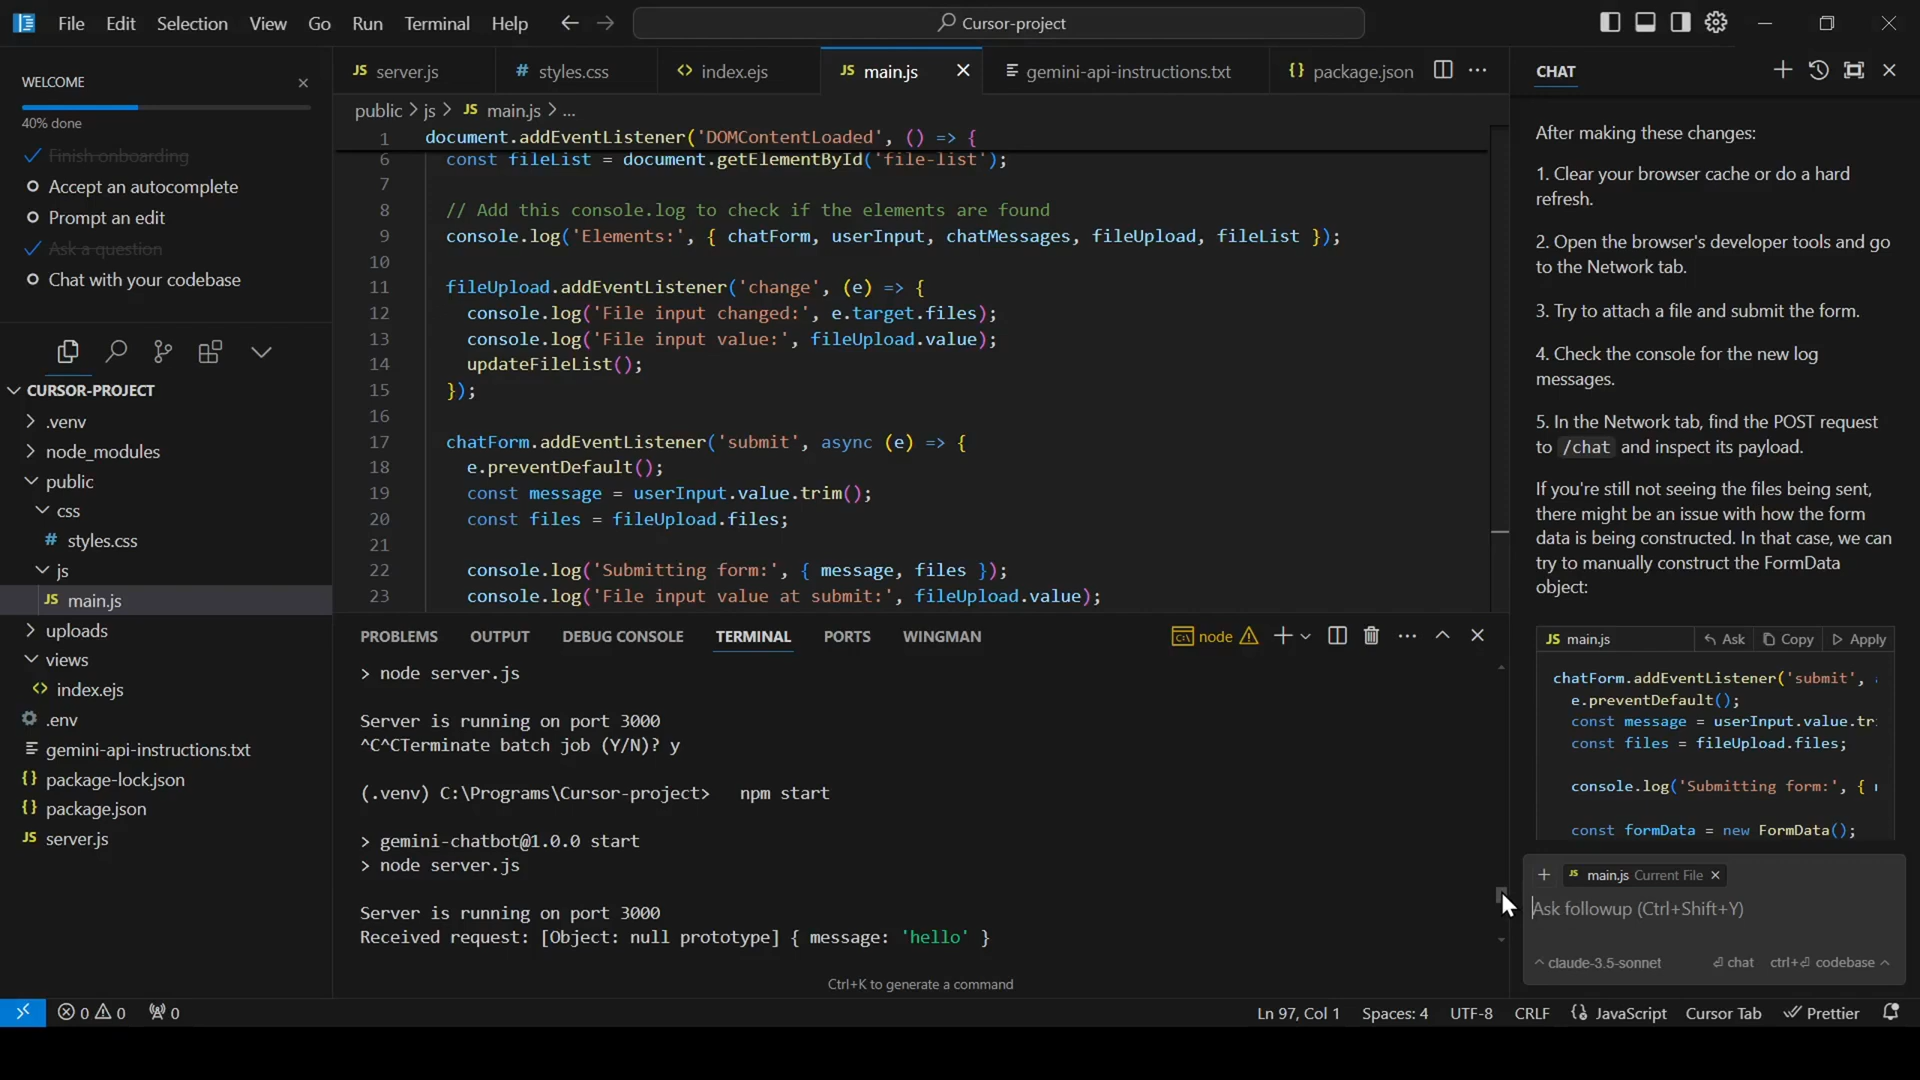 File Edit Selection View Go Run Terminal Help
Cursor-project
WELCOME
40% done
Finish onboarding
Accept an autocomplete
Prompt an edit
Ask a question
Chat with your codebase
CURSOR-PROJECT
.venv
node_modules
public
css
# styles.css
js
JS main.js
uploads
views
<> index.ejs
.env
gemini-api-instructions.txt
{} package-lock.json
{} package.json
JS server.js
JS server.js
# styles.css
<> index.ejs
JS main.js
gemini-api-instructions.txt
{} package.json
public > js > JS main.js > ...
1 document.addEventListener('DOMContentLoaded', () => {
6 const fileList = document.getElementById('file-list');
7
8 // Add this console.log to check if the elements are found
9 console.log('Elements:', { chatForm, userInput, chatMessages, fileUpload, fileList });
10
11 fileUpload.addEventListener('change', (e) => {
12 console.log('File input changed:', e.target.files);
13 console.log('File input value:', fileUpload.value);
14 updateFileList();
15 });
16
17 chatForm.addEventListener('submit', async (e) => {
18 e.preventDefault();
19 const message = userInput.value.trim();
20 const files = fileUpload.files;
21
22 console.log('Submitting form:', { message, files });
23 console.log('File input value at submit:', fileUpload.value);
PROBLEMS OUTPUT DEBUG CONSOLE TERMINAL PORTS WINGMAN
node
> node server.js
Server is running on port 3000
^C^CTerminate batch job (Y/N)? y
(.venv) C:\Programs\Cursor-project> npm start
> gemini-chatbot@1.0.0 start
> node server.js
Server is running on port 3000
Received request: [Object: null prototype] { message: 'hello' }
Ctrl+K to generate a command
CHAT
After making these changes:
1. Clear your browser cache or do a hard
refresh.
2. Open the browser's developer tools and go
to the Network tab.
3. Try to attach a file and submit the form.
4. Check the console for the new log
messages.
5. In the Network tab, find the POST request
to /chat and inspect its payload.
If you're still not seeing the files being sent,
there might be an issue with how the form
data is being constructed. In that case, we can
try to manually construct the FormData
object:
JS main.js Ask Copy Apply
chatForm.addEventListener('submit',
e.preventDefault();
const message = userInput.value.tr
const files = fileUpload.files;
console.log('Submitting form:', {
const formData = new FormData();
+ JS main.js Current File
Ask followup (Ctrl+Shift+Y)
claude-3.5-sonnet
chat ctrl+⏎ codebase
0 0 0
Ln 97, Col 1 Spaces: 4 UTF-8 CRLF {} JavaScript Cursor Tab Prettier